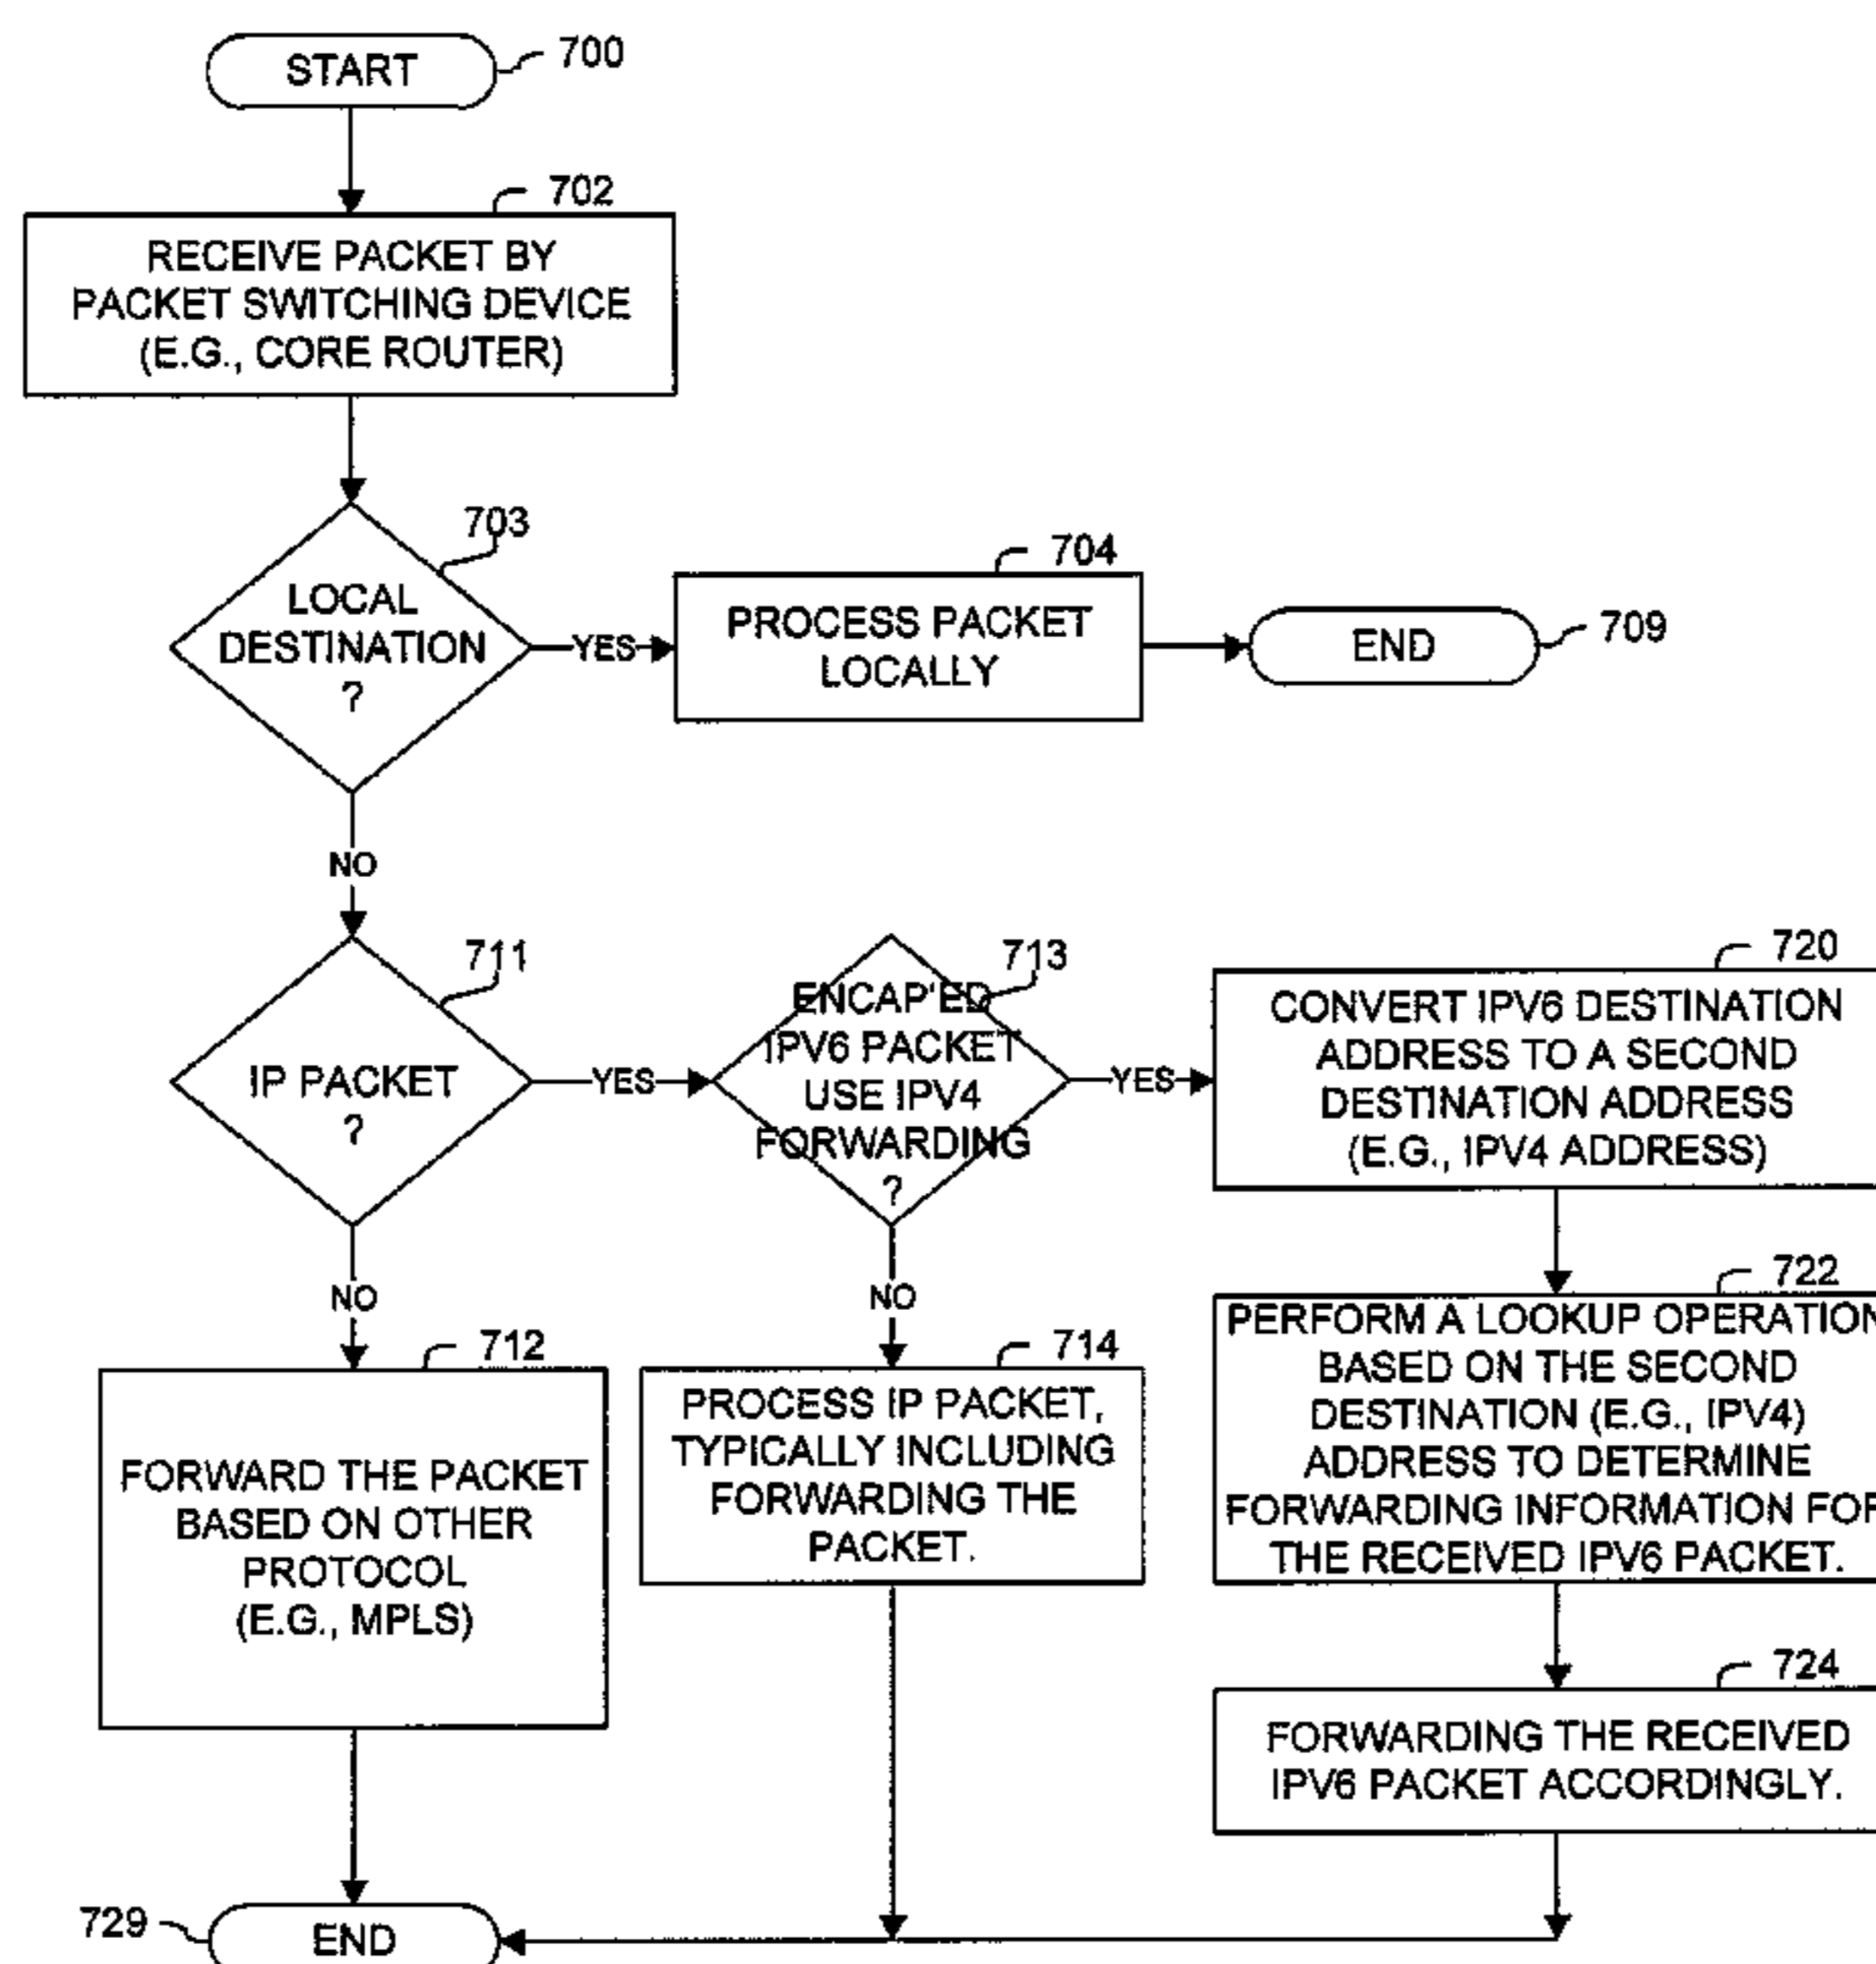 START
700
702
RECEIVE PACKET BY
PACKET SWITCHING DEVICE
(E.G., CORE ROUTER)
703
LOCAL
DESTINATION
?
YES
704
PROCESS PACKET
LOCALLY
END
709
NO
711
IP PACKET
?
YES
713
ENCAP'ED
IPV6 PACKET
USE IPV4
FORWARDING
?
YES
720
CONVERT IPV6 DESTINATION
ADDRESS TO A SECOND
DESTINATION ADDRESS
(E.G., IPV4 ADDRESS)
NO
712
FORWARD THE PACKET
BASED ON OTHER
PROTOCOL
(E.G., MPLS)
NO
714
PROCESS IP PACKET,
TYPICALLY INCLUDING
FORWARDING THE
PACKET.
722
PERFORM A LOOKUP OPERATION
BASED ON THE SECOND
DESTINATION (E.G., IPV4)
ADDRESS TO DETERMINE
FORWARDING INFORMATION FOR
THE RECEIVED IPV6 PACKET.
724
FORWARDING THE RECEIVED
IPV6 PACKET ACCORDINGLY.
729
END